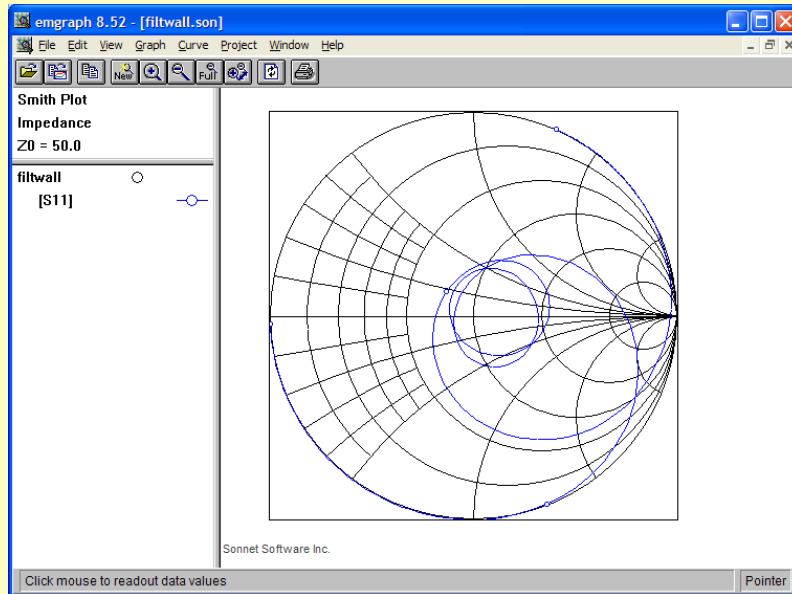 emgraph 8.52 - [filtwall.son]
File Edit View Graph Curve Project Window Help
New Full
Smith Plot
Impedance
Z0 = 50.0
filtwall
[S11]
Sonnet Software Inc.
Click mouse to readout data values Pointer